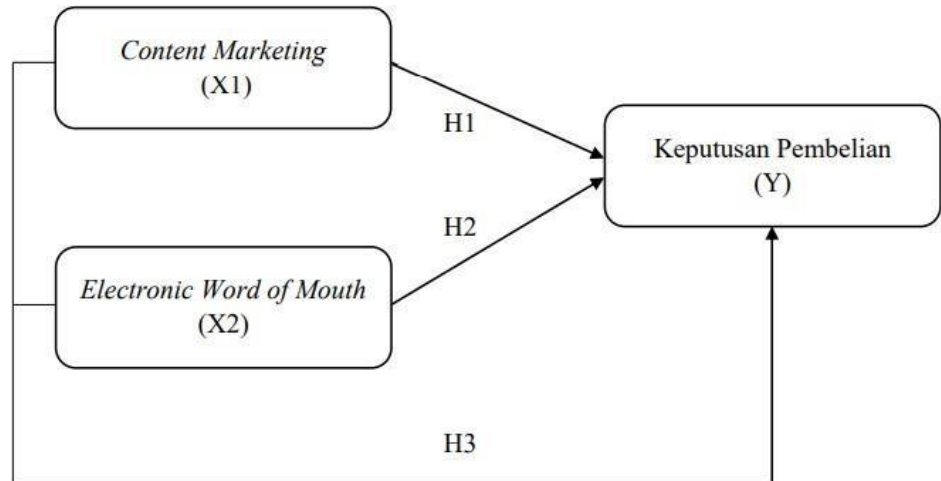 Content Marketing
(X1)
H1
Keputusan Pembelian
(Y)
H2
Electronic Word of Mouth
(X2)
H3